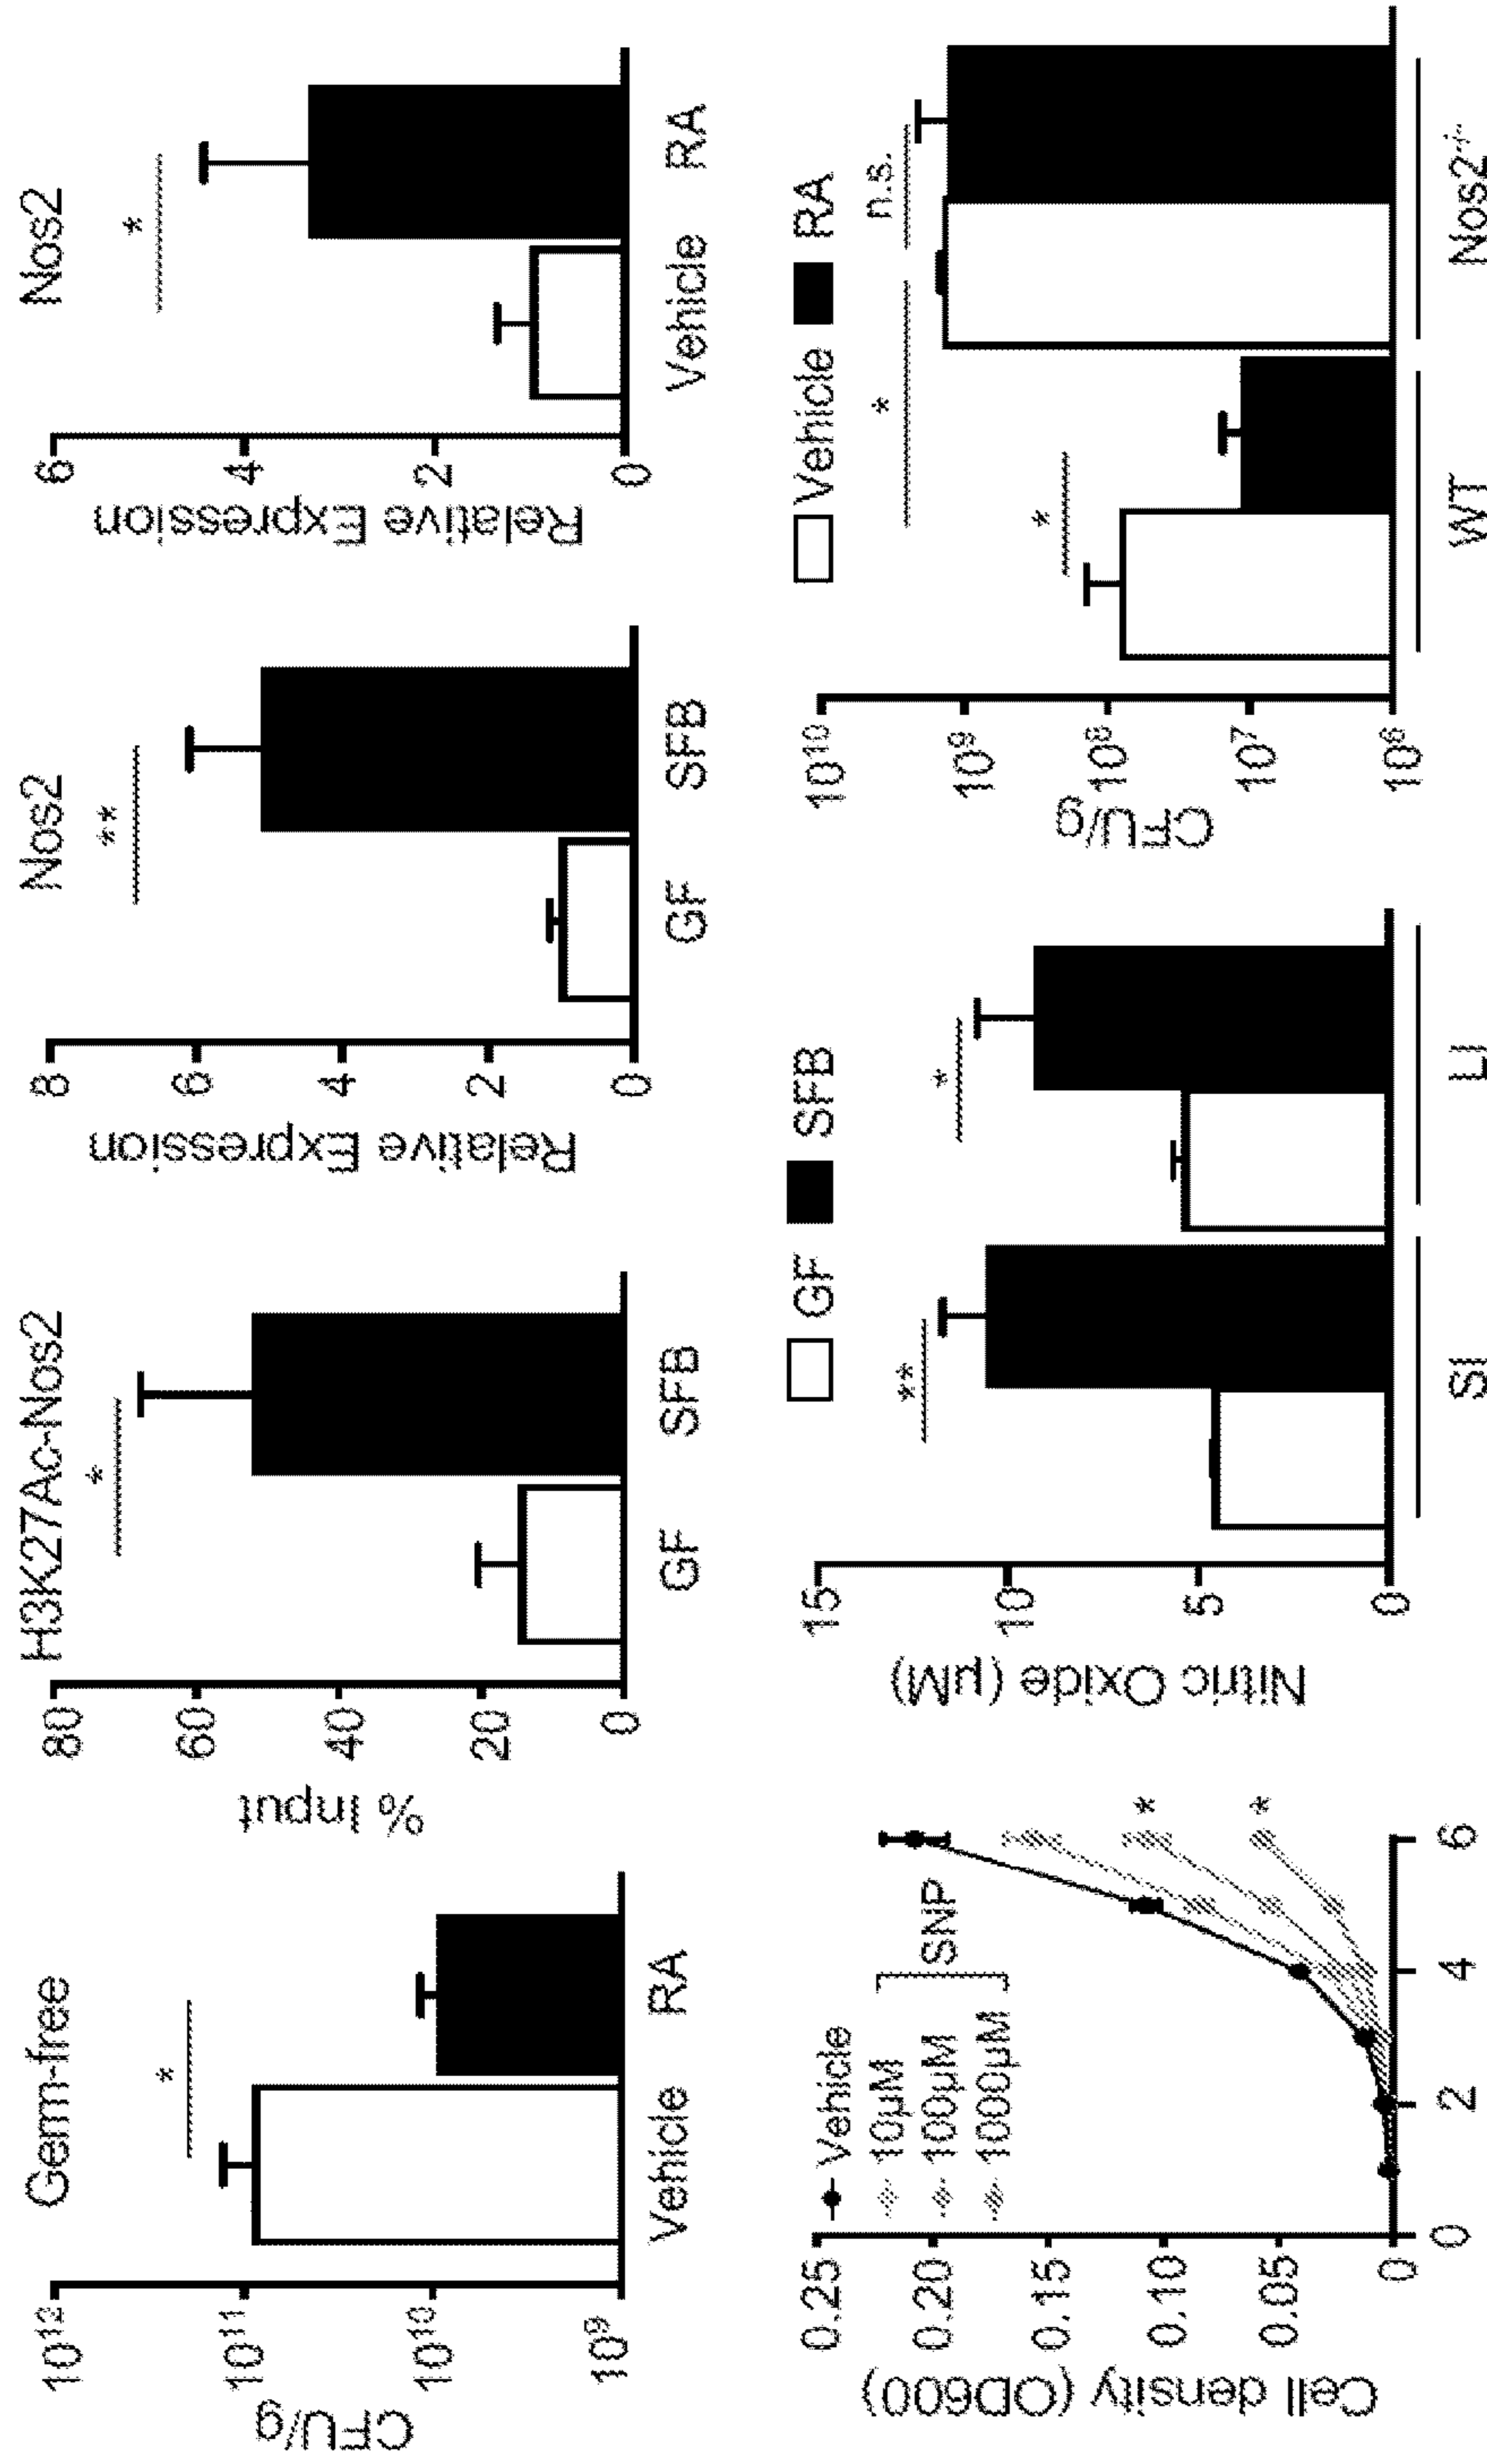 Germ-free
CFU/g
10¹²
10¹¹
10¹⁰
10⁹
*
Vehicle RA
H3K27Ac-Nos2
% Input
80
60
40
20
0
*
GF SFB
Nos2
Relative Expression
8
6
4
2
0
**
GF SFB
Nos2
Relative Expression
6
4
2
0
*
Vehicle RA
Cell density (OD600)
0.25
0.20
0.15
0.10
0.05
0
Vehicle
10µM
100µM
1000µM
SNP
*
*
0 2 4 6
GF SFB
Nitric Oxide (µM)
15
10
5
0
**
*
SI LI
Vehicle RA
CFU/g
10¹⁰
10⁹
10⁸
10⁷
10⁶
*
*
n.s.
WT Nos2⁻/⁻